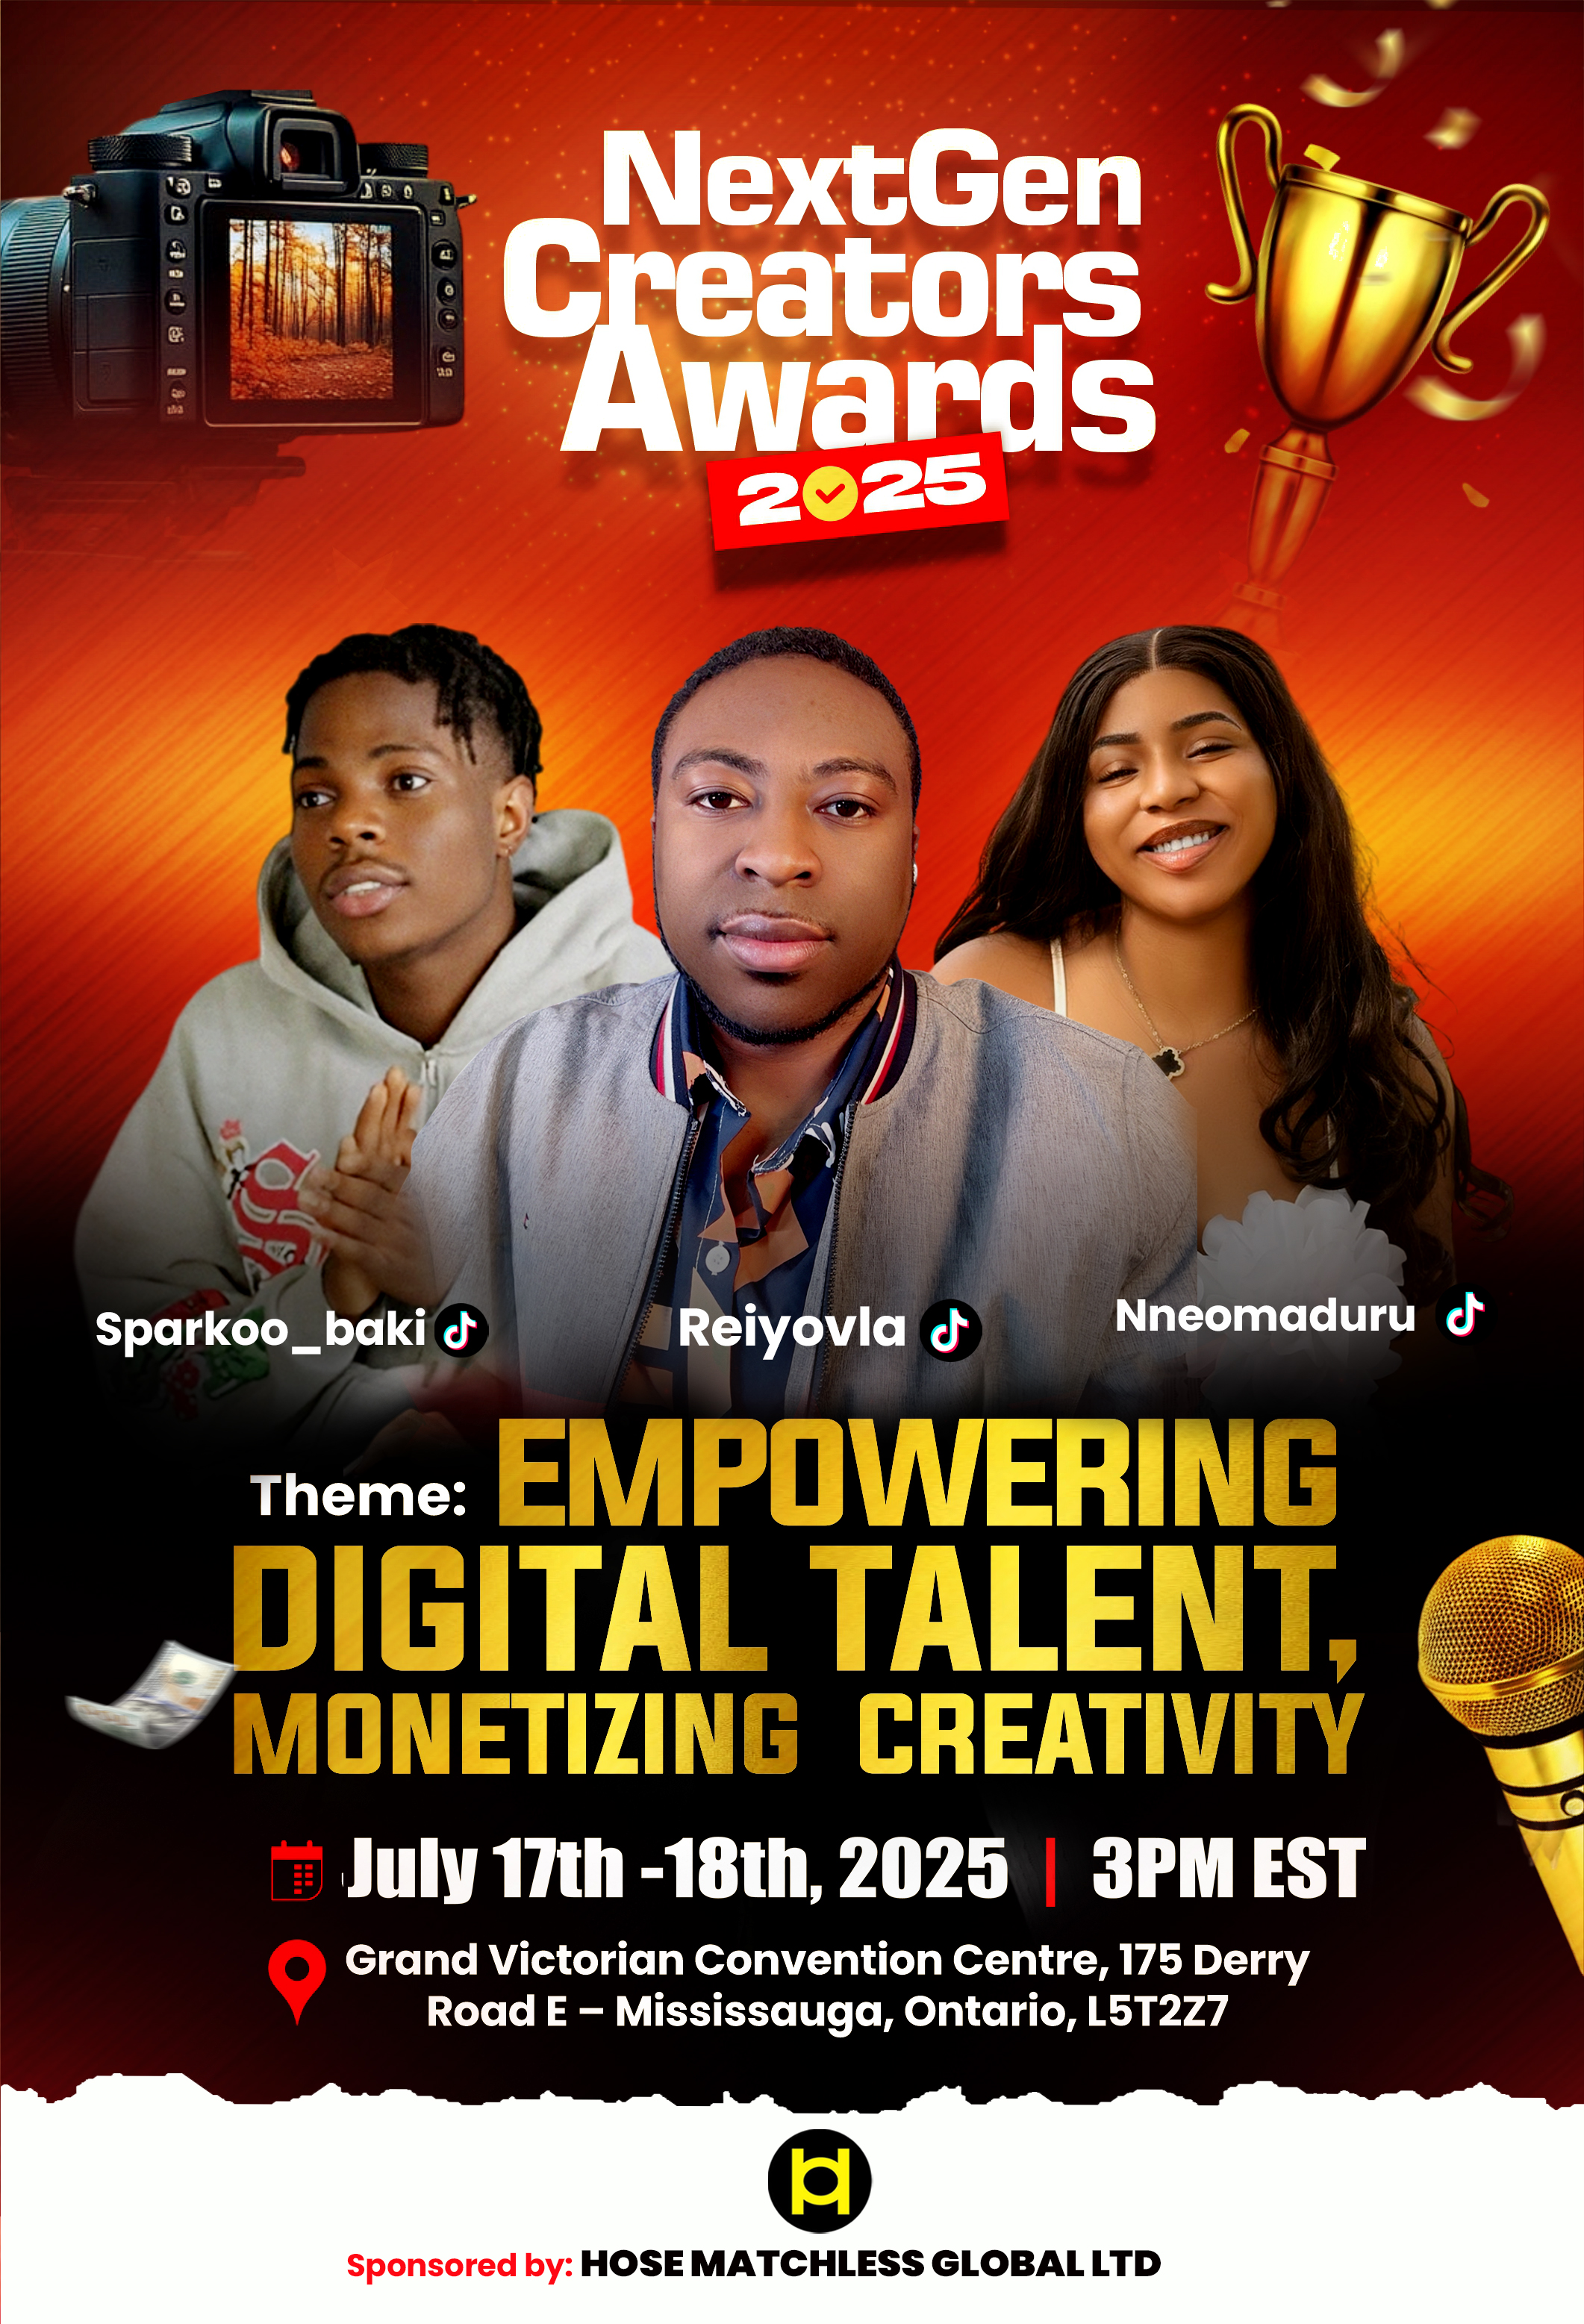 NextGen
Creators
Awards
2025
Sparkoo_baki
Reiyovla
Nneomaduru
Theme: EMPOWERING
DIGITAL TALENT,
MONETIZING CREATIVITY
July 17th -18th, 2025 | 3PM EST
Grand Victorian Convention Centre, 175 Derry
Road E – Mississauga, Ontario, L5T2Z7
Sponsored by: HOSE MATCHLESS GLOBAL LTD